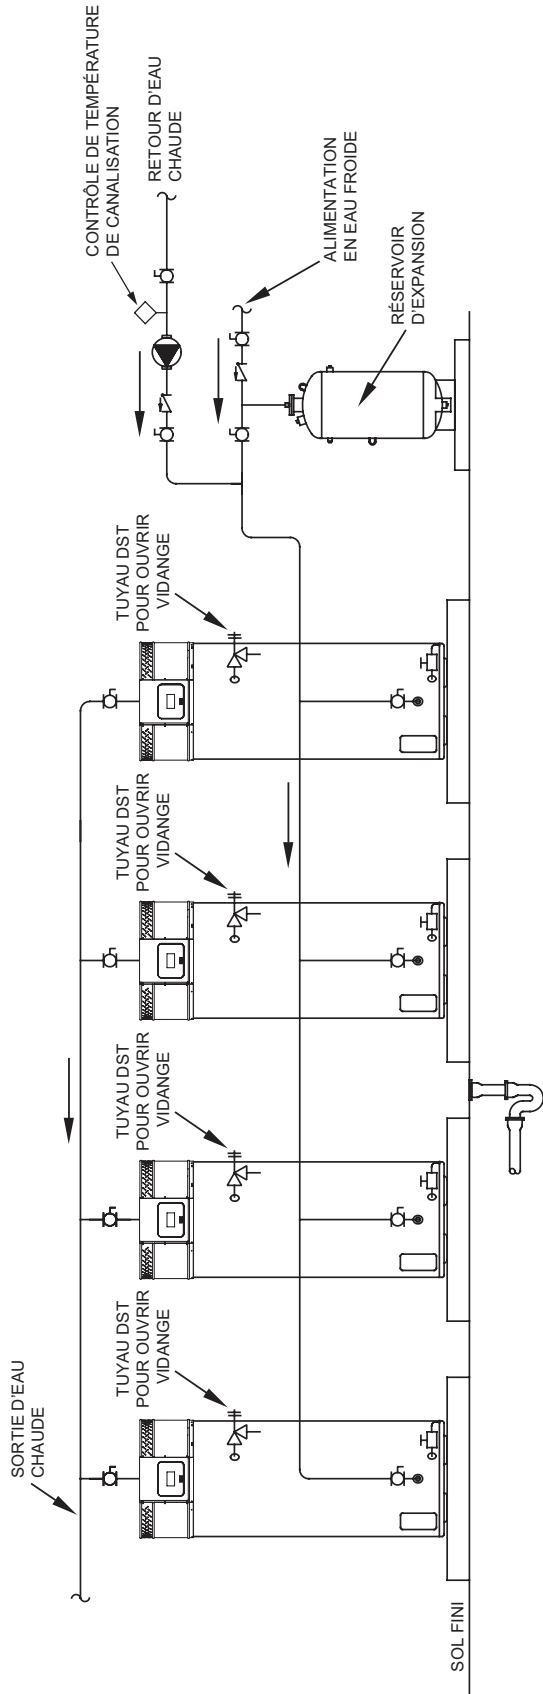 SORTIE D'EAU
CHAUDE
TUYAU DST
POUR OUVRIR
VIDANGE
TUYAU DST
POUR OUVRIR
VIDANGE
TUYAU DST
POUR OUVRIR
VIDANGE
TUYAU DST
POUR OUVRIR
VIDANGE
CONTRÔLE DE TEMPÉRATURE
DE CANALISATION
RETOUR D'EAU
CHAUDE
ALIMENTATION
EN EAU FROIDE
RÉSERVOIR
D'EXPANSION
SOL FINI